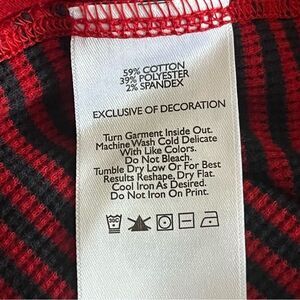 59% COTTON
39% POLYESTER
2% SPANDEX
EXCLUSIVE OF DECORATION
Turn Garment Inside Out.
Machine Wash Cold Delicate
With Like Colors.
Do Not Bleach.
Tumble Dry Low Or For Best
Results Reshape, Dry Flat.
Cool Iron As Desired.
Do Not Iron On Print.